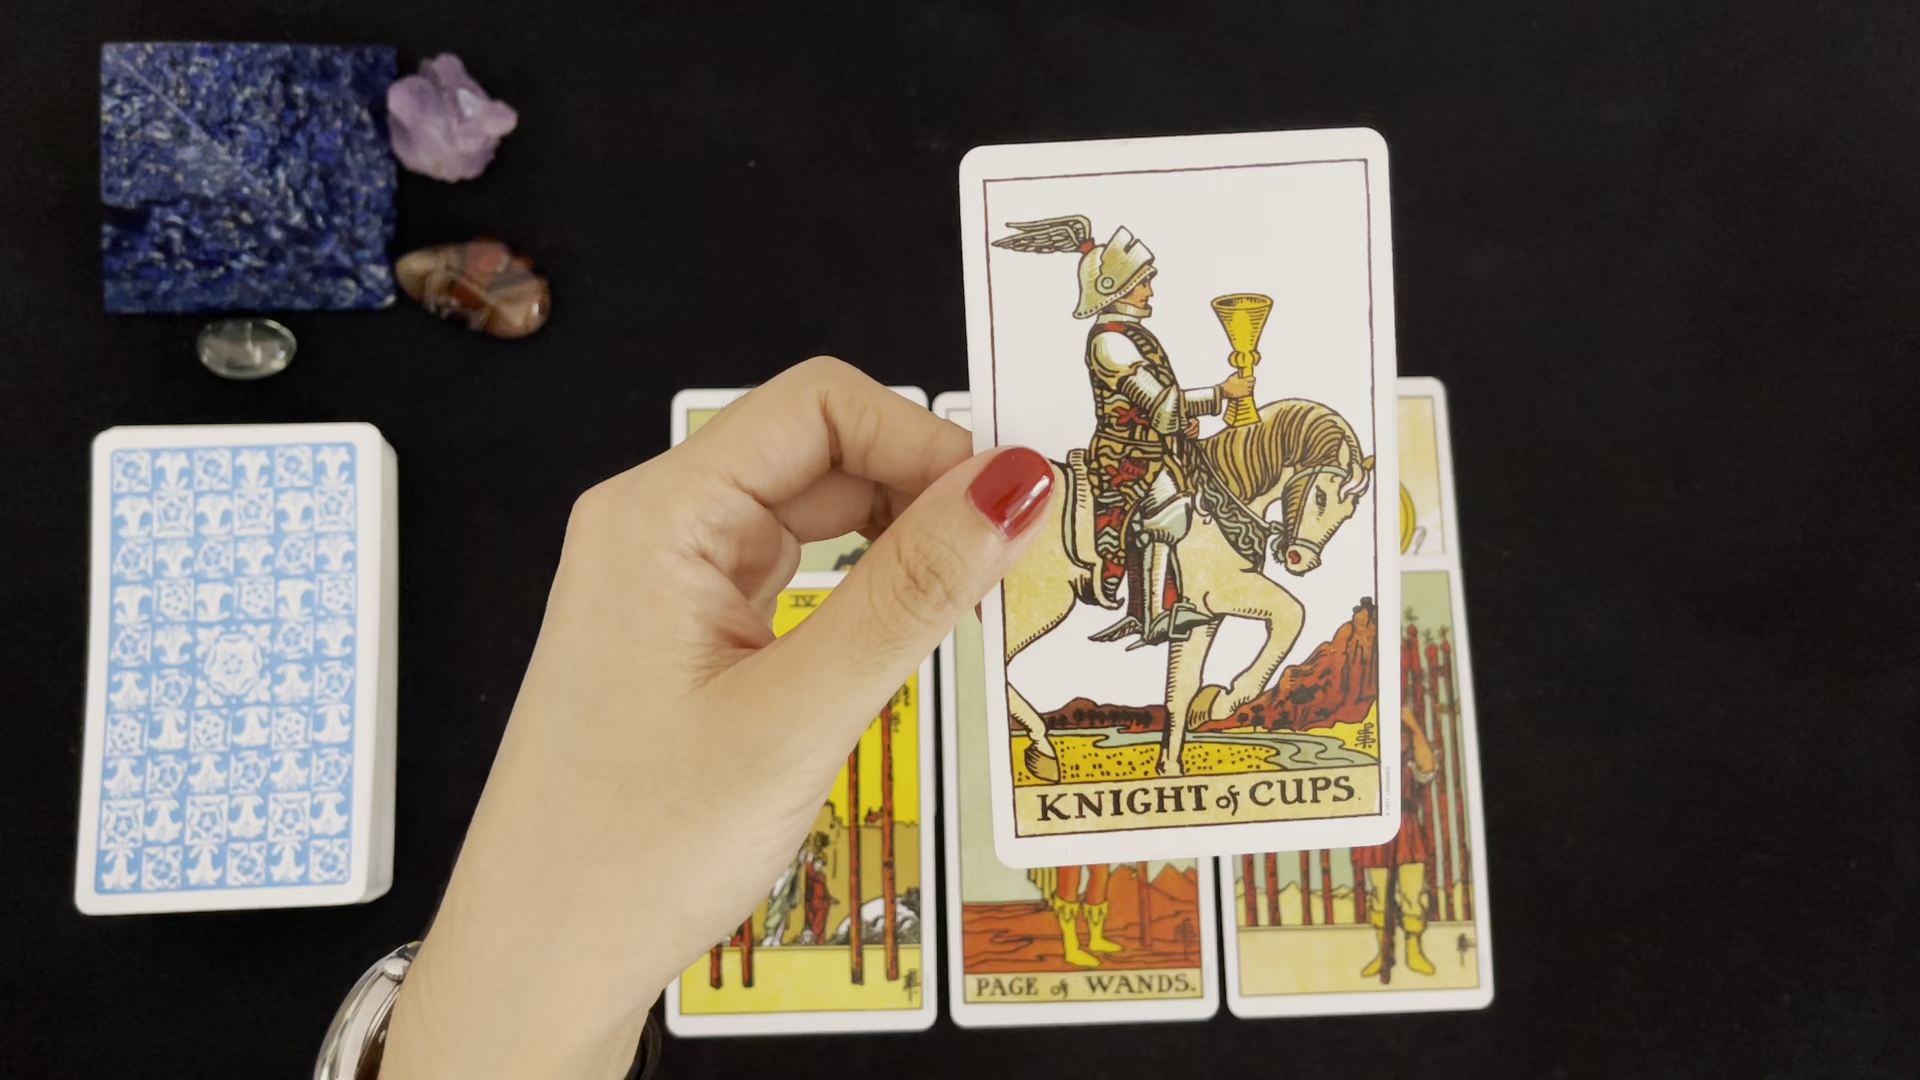 KNIGHT of CUPS.
IV
PAGE of WANDS.